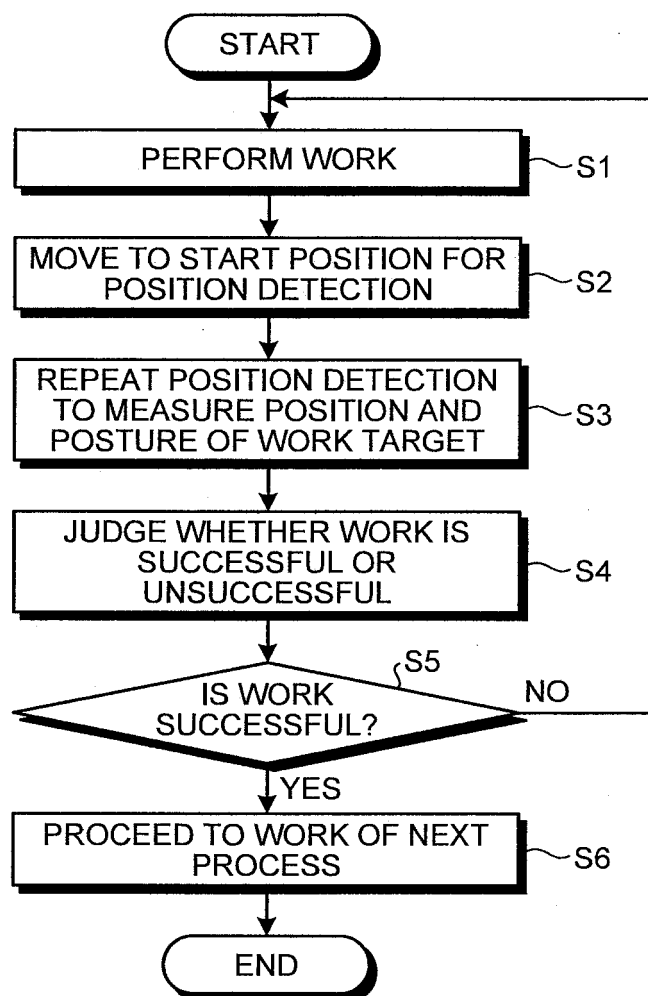 START
PERFORM WORK
S1
MOVE TO START POSITION FOR
POSITION DETECTION
S2
REPEAT POSITION DETECTION
TO MEASURE POSITION AND
POSTURE OF WORK TARGET
S3
JUDGE WHETHER WORK IS
SUCCESSFUL OR
UNSUCCESSFUL
S4
S5
IS WORK
SUCCESSFUL?
NO
YES
PROCEED TO WORK OF NEXT
PROCESS
S6
END